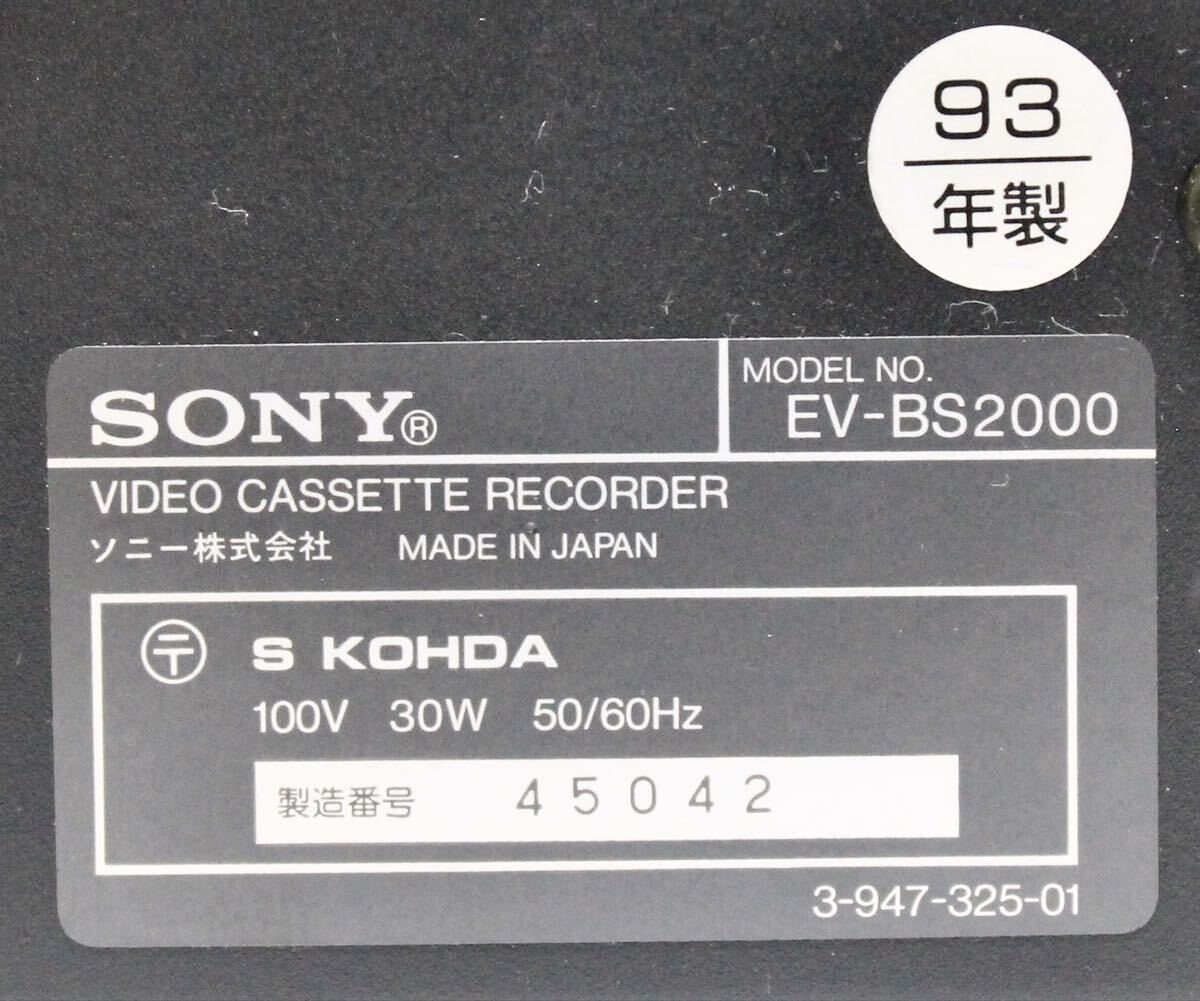 93
年製
SONY®
MODEL NO.
EV-BS2000
VIDEO CASSETTE RECORDER
ソニー株式会社 MADE IN JAPAN
〒 S KOHDA
100V 30W 50/60Hz
製造番号 45042
3-947-325-01